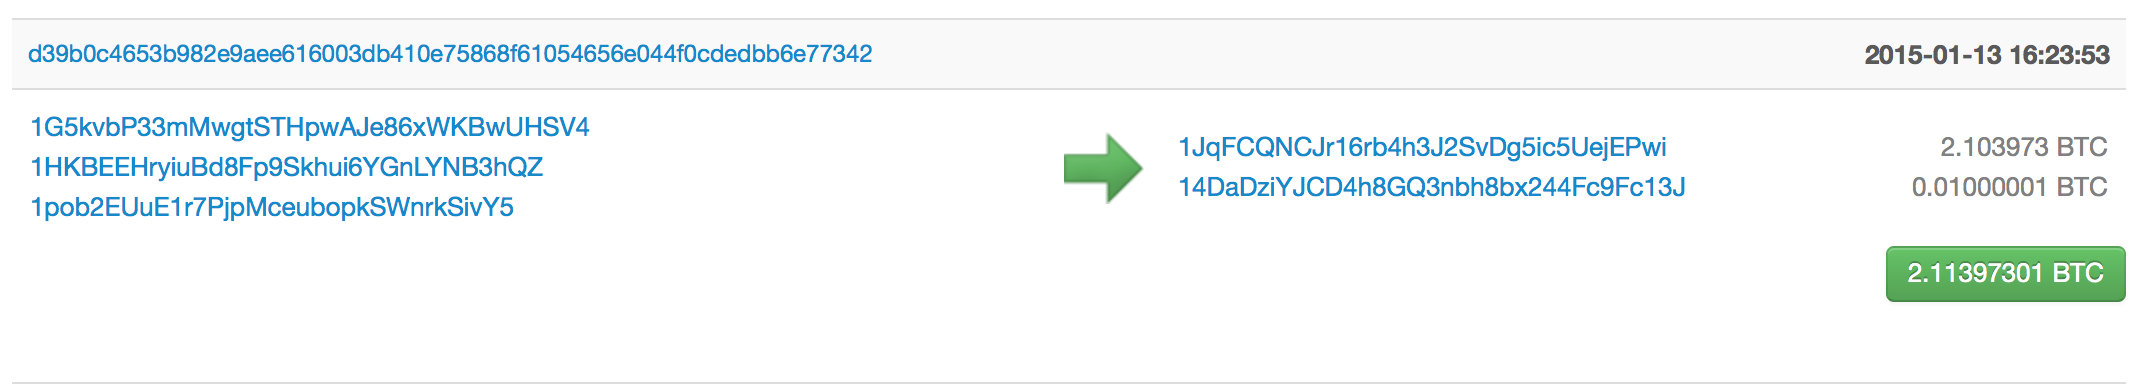 d39b0c4653b982e9aee616003db410e75868f61054656e044f0cdedbb6e77342 2015-01-13 16:23:53
1G5kvbP33mMwgtSTHpwAJe86xWKBwUHSV4
1HKBEEHryiuBd8Fp9Skhui6YGnLYNB3hQZ
1pob2EUuE1r7PjpMceubopkSWnrkSivY5
1JqFCQNCJr16rb4h3J2SvDg5ic5UejEPwi 2.103973 BTC
14DaDziYJCD4h8GQ3nbh8bx244Fc9Fc13J 0.01000001 BTC
2.11397301 BTC